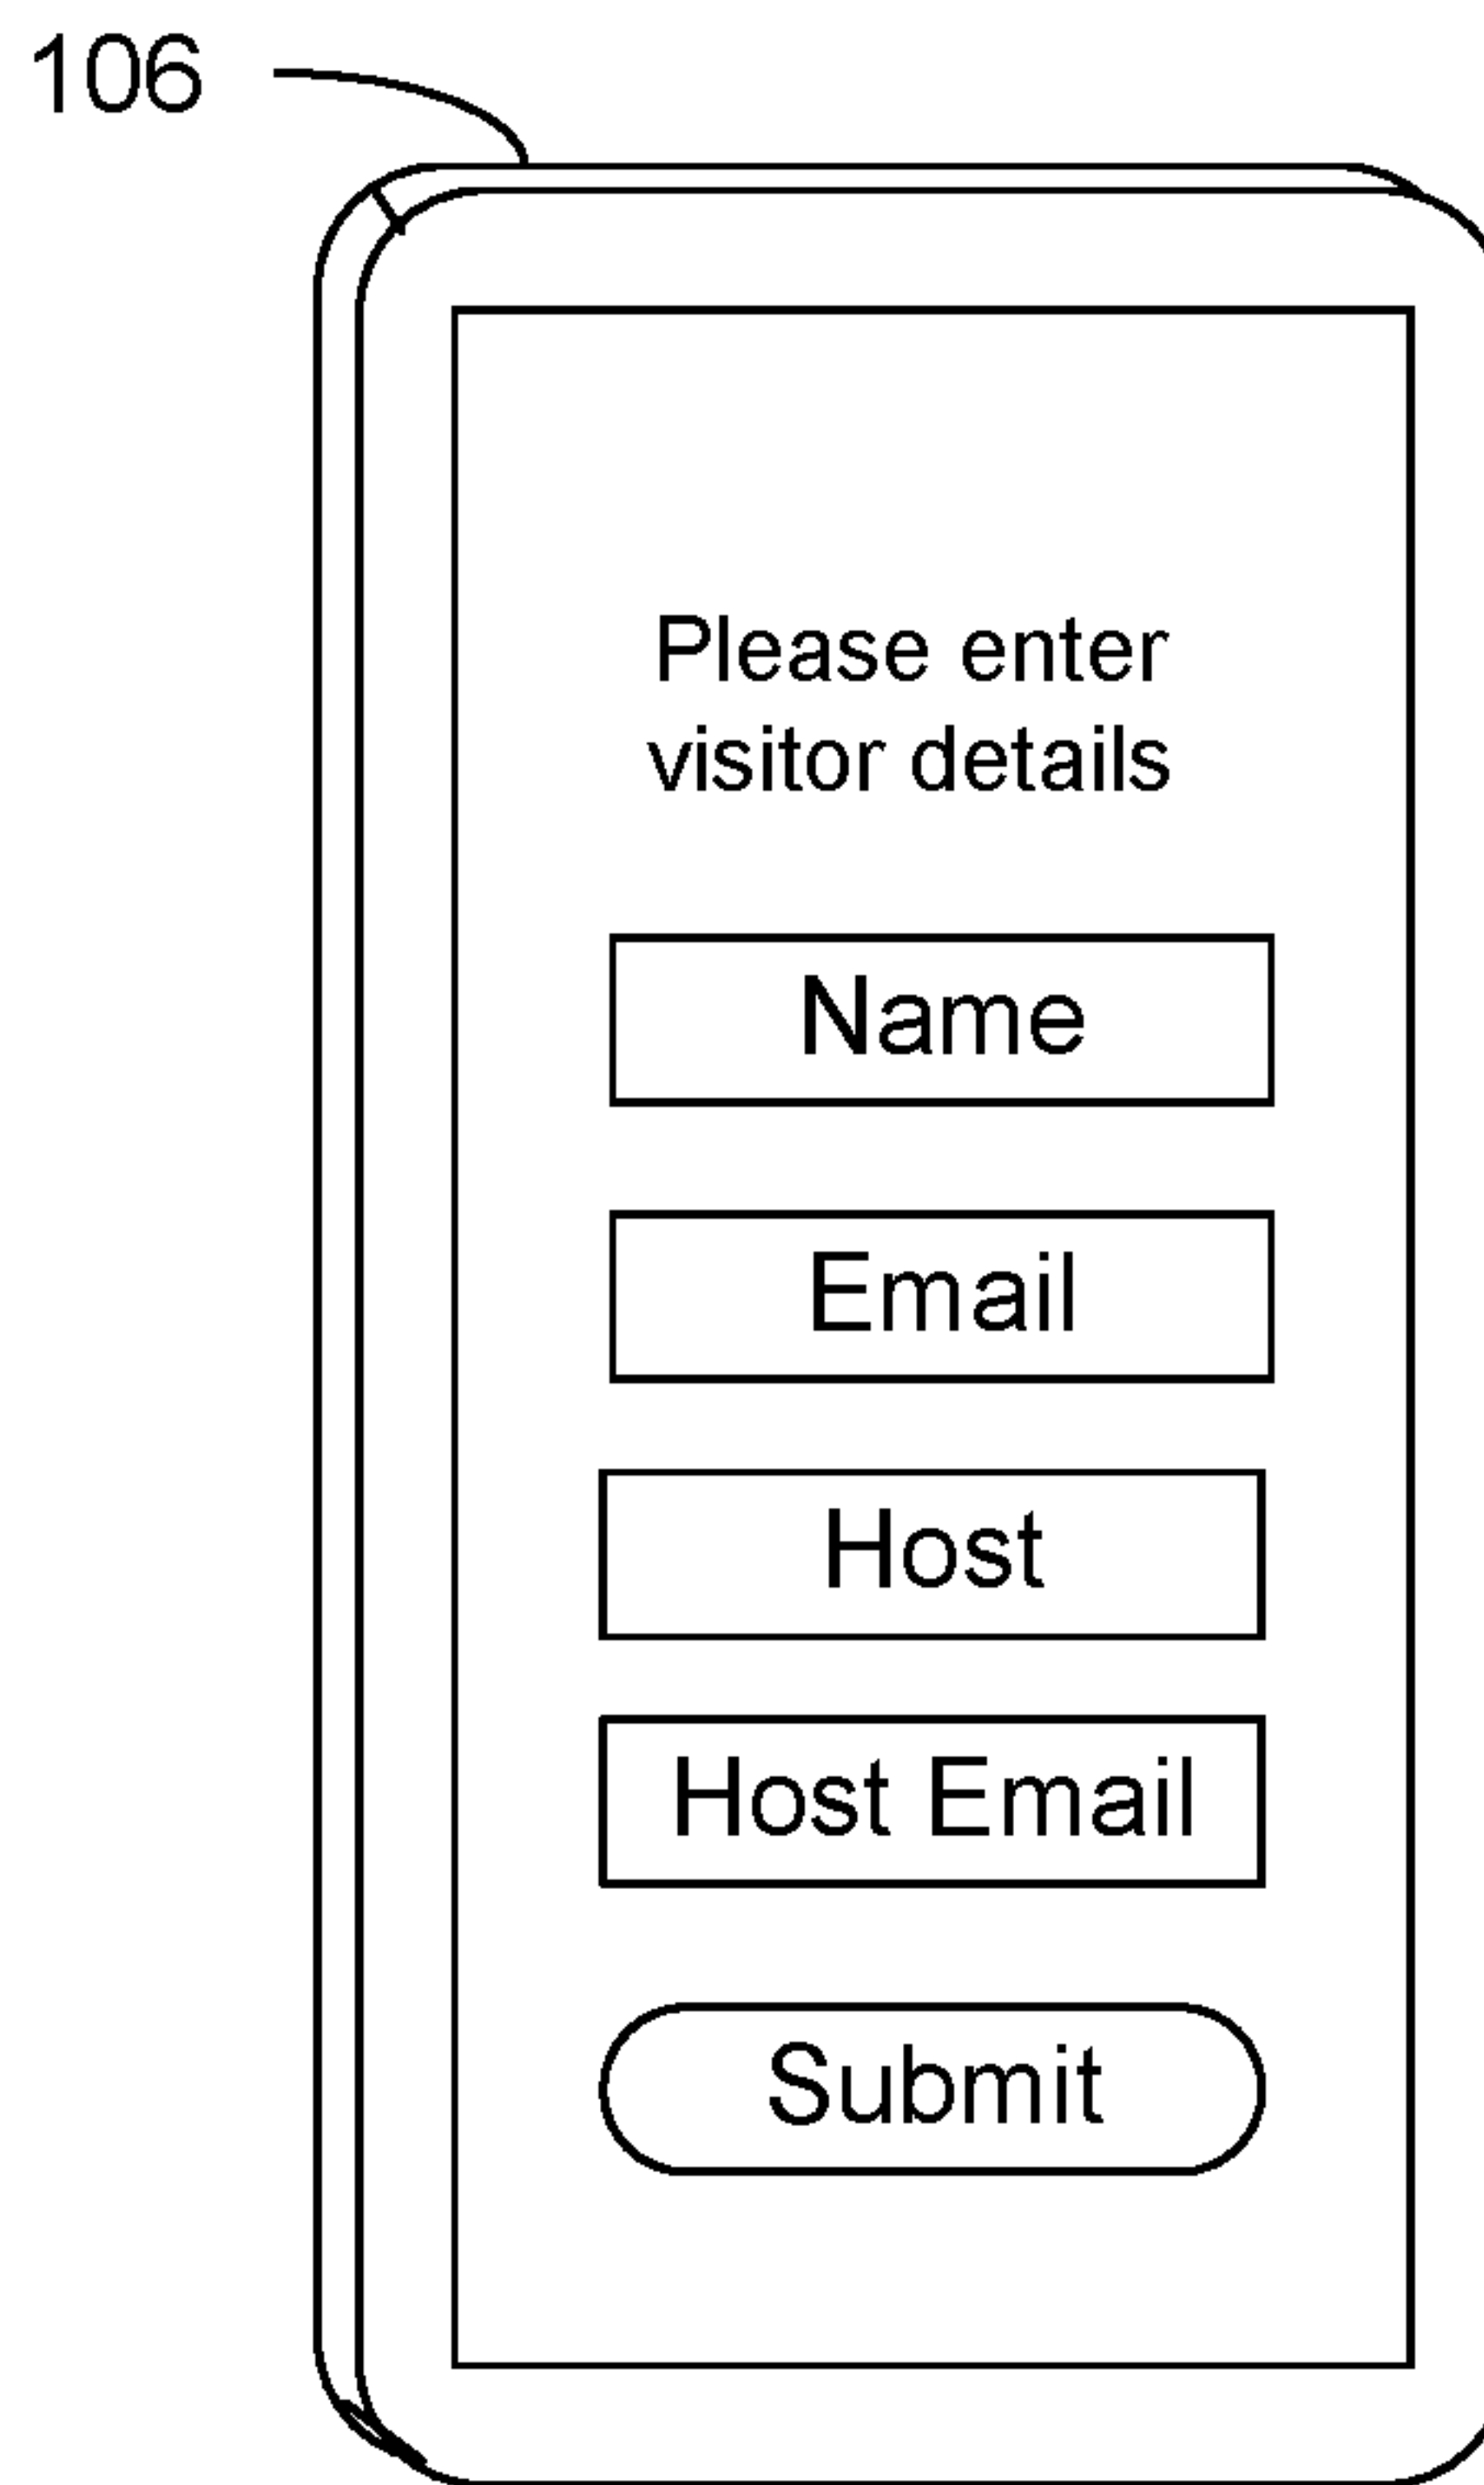 106
Please enter
visitor details
Name
Email
Host
Host Email
Submit